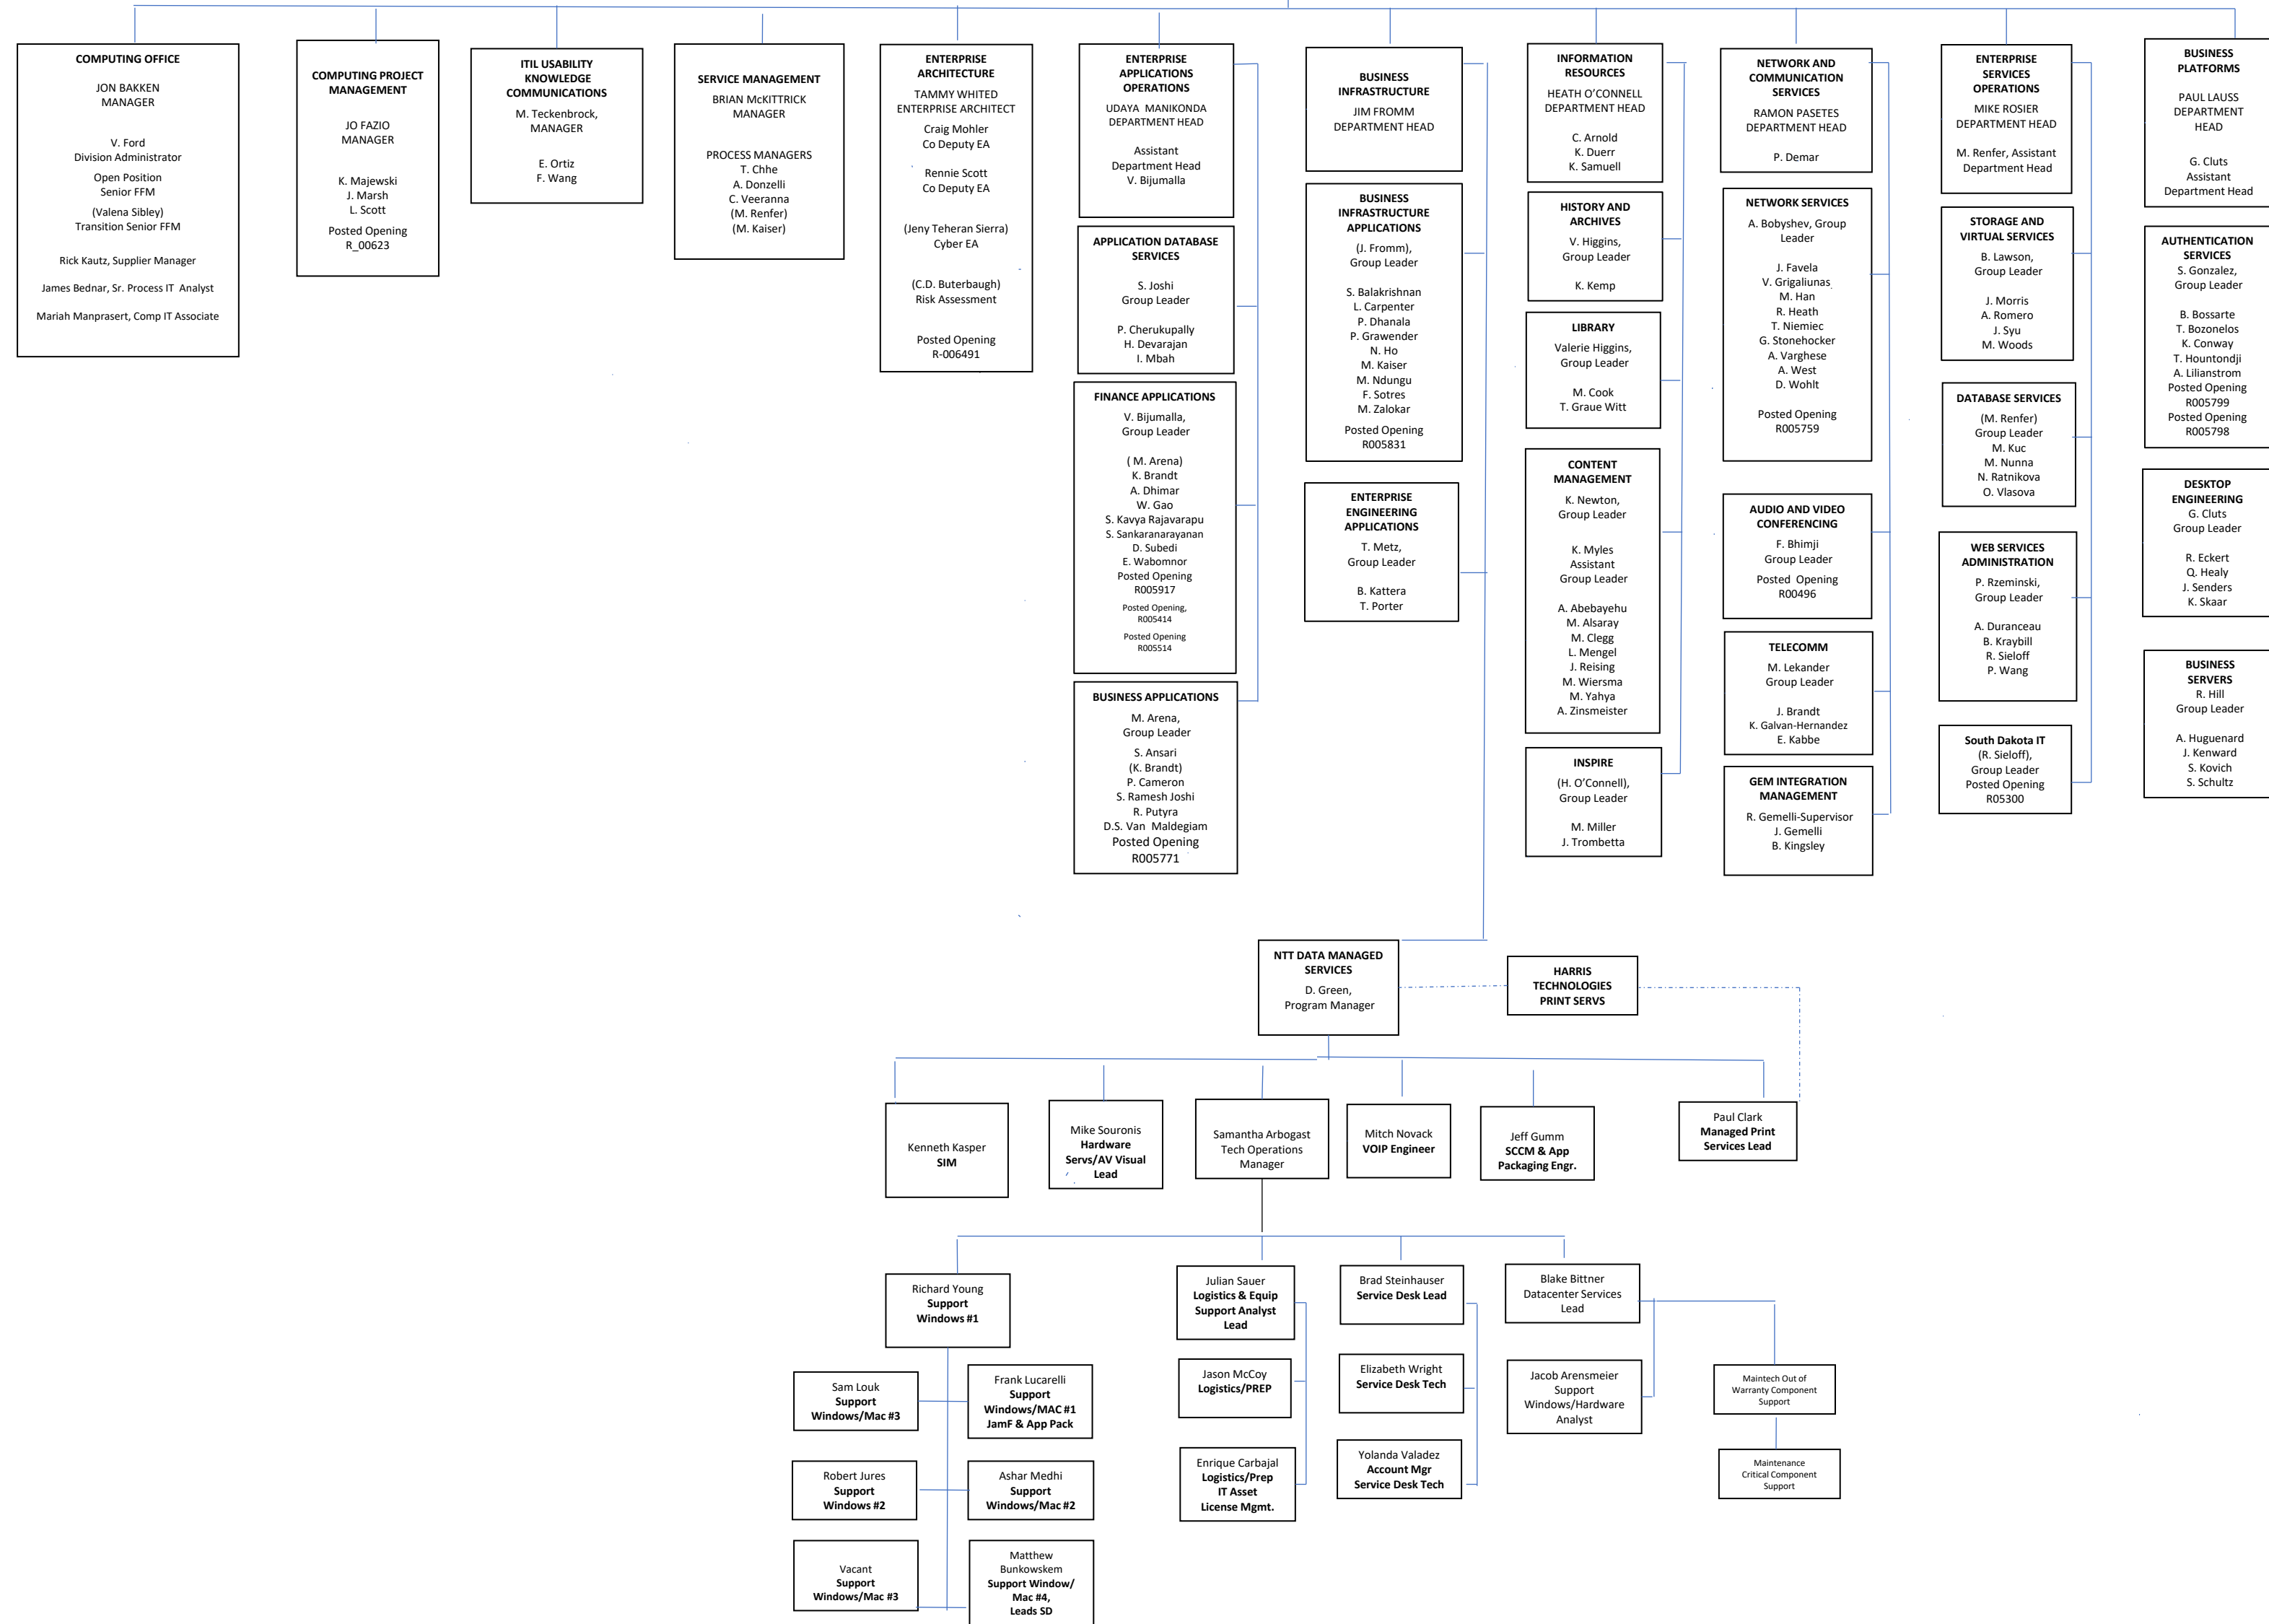 COMPUTING OFFICE
JON BAKKEN
MANAGER
V. Ford
Division Administrator
Open Position
Senior FFM
(Valena Sibley)
Transition Senior FFM
Rick Kautz, Supplier Manager
James Bednar, Sr. Process IT Analyst
Mariah Manprasert, Comp IT Associate
COMPUTING PROJECT
MANAGEMENT
JO FAZIO
MANAGER
K. Majewski
J. Marsh
L. Scott
Posted Opening
R_00623
ITIL USABILITY
KNOWLEDGE
COMMUNICATIONS
M. Teckenbrock,
MANAGER
E. Ortiz
F. Wang
SERVICE MANAGEMENT
BRIAN McKITTRICK
MANAGER
PROCESS MANAGERS
T. Chhe
A. Donzelli
C. Veeranna
(M. Renfer)
(M. Kaiser)
ENTERPRISE
ARCHITECTURE
TAMMY WHITED
ENTERPRISE ARCHITECT
Craig Mohler
Co Deputy EA
Rennie Scott
Co Deputy EA
(Jeny Teheran Sierra)
Cyber EA
(C.D. Buterbaugh)
Risk Assessment
Posted Opening
R-006491
ENTERPRISE
APPLICATIONS
OPERATIONS
UDAYA MANIKONDA
DEPARTMENT HEAD
Assistant
Department Head
V. Bijumalla
APPLICATION DATABASE
SERVICES
S. Joshi
Group Leader
P. Cherukupally
H. Devarajan
I. Mbah
FINANCE APPLICATIONS
V. Bijumalla,
Group Leader
( M. Arena)
K. Brandt
A. Dhimar
W. Gao
S. Kavya Rajavarapu
S. Sankaranarayanan
D. Subedi
E. Wabomnor
Posted Opening
R005917
Posted Opening,
R005414
Posted Opening
R005514
BUSINESS APPLICATIONS
M. Arena,
Group Leader
S. Ansari
(K. Brandt)
P. Cameron
S. Ramesh Joshi
R. Putyra
D.S. Van Maldegiam
Posted Opening
R005771
BUSINESS
INFRASTRUCTURE
JIM FROMM
DEPARTMENT HEAD
BUSINESS
INFRASTRUCTURE
APPLICATIONS
(J. Fromm),
Group Leader
S. Balakrishnan
L. Carpenter
P. Dhanala
P. Grawender
N. Ho
M. Kaiser
M. Ndungu
F. Sotres
M. Zalokar
Posted Opening
R005831
ENTERPRISE
ENGINEERING
APPLICATIONS
T. Metz,
Group Leader
B. Kattera
T. Porter
INFORMATION
RESOURCES
HEATH O’CONNELL
DEPARTMENT HEAD
C. Arnold
K. Duerr
K. Samuell
HISTORY AND
ARCHIVES
V. Higgins,
Group Leader
K. Kemp
LIBRARY
Valerie Higgins,
Group Leader
M. Cook
T. Graue Witt
CONTENT
MANAGEMENT
K. Newton,
Group Leader
K. Myles
Assistant
Group Leader
A. Abebayehu
M. Alsaray
M. Clegg
L. Mengel
J. Reising
M. Wiersma
M. Yahya
A. Zinsmeister
INSPIRE
(H. O’Connell),
Group Leader
M. Miller
J. Trombetta
NETWORK AND
COMMUNICATION
SERVICES
RAMON PASETES
DEPARTMENT HEAD
P. Demar
NETWORK SERVICES
A. Bobyshev, Group
Leader
J. Favela
V. Grigaliunas
M. Han
R. Heath
T. Niemiec
G. Stonehocker
A. Varghese
A. West
D. Wohlt
Posted Opening
R005759
AUDIO AND VIDEO
CONFERENCING
F. Bhimji
Group Leader
Posted Opening
R00496
TELECOMM
M. Lekander
Group Leader
J. Brandt
K. Galvan-Hernandez
E. Kabbe
GEM INTEGRATION
MANAGEMENT
R. Gemelli-Supervisor
J. Gemelli
B. Kingsley
ENTERPRISE
SERVICES
OPERATIONS
MIKE ROSIER
DEPARTMENT HEAD
M. Renfer, Assistant
Department Head
STORAGE AND
VIRTUAL SERVICES
B. Lawson,
Group Leader
J. Morris
A. Romero
J. Syu
M. Woods
DATABASE SERVICES
(M. Renfer)
Group Leader
M. Kuc
M. Nunna
N. Ratnikova
O. Vlasova
WEB SERVICES
ADMINISTRATION
P. Rzeminski,
Group Leader
A. Duranceau
B. Kraybill
R. Sieloff
P. Wang
South Dakota IT
(R. Sieloff),
Group Leader
Posted Opening
R05300
BUSINESS
PLATFORMS
PAUL LAUSS
DEPARTMENT
HEAD
G. Cluts
Assistant
Department Head
AUTHENTICATION
SERVICES
S. Gonzalez,
Group Leader
B. Bossarte
T. Bozonelos
K. Conway
T. Hountondji
A. Lilianstrom
Posted Opening
R005799
Posted Opening
R005798
DESKTOP
ENGINEERING
G. Cluts
Group Leader
R. Eckert
Q. Healy
J. Senders
K. Skaar
BUSINESS
SERVERS
R. Hill
Group Leader
A. Huguenard
J. Kenward
S. Kovich
S. Schultz
NTT DATA MANAGED
SERVICES
D. Green,
Program Manager
HARRIS
TECHNOLOGIES
PRINT SERVS
Kenneth Kasper
SIM
Mike Souronis
Hardware
Servs/AV Visual
Lead
Samantha Arbogast
Tech Operations
Manager
Mitch Novack
VOIP Engineer
Jeff Gumm
SCCM & App
Packaging Engr.
Paul Clark
Managed Print
Services Lead
Richard Young
Support
Windows #1
Sam Louk
Support
Windows/Mac #3
Frank Lucarelli
Support
Windows/MAC #1
JamF & App Pack
Robert Jures
Support
Windows #2
Ashar Medhi
Support
Windows/Mac #2
Vacant
Support
Windows/Mac #3
Matthew
Bunkowskem
Support Window/
Mac #4,
Leads SD
Julian Sauer
Logistics & Equip
Support Analyst
Lead
Jason McCoy
Logistics/PREP
Enrique Carbajal
Logistics/Prep
IT Asset
License Mgmt.
Brad Steinhauser
Service Desk Lead
Elizabeth Wright
Service Desk Tech
Yolanda Valadez
Account Mgr
Service Desk Tech
Blake Bittner
Datacenter Services
Lead
Jacob Arensmeier
Support
Windows/Hardware
Analyst
Maintech Out of
Warranty Component
Support
Maintenance
Critical Component
Support